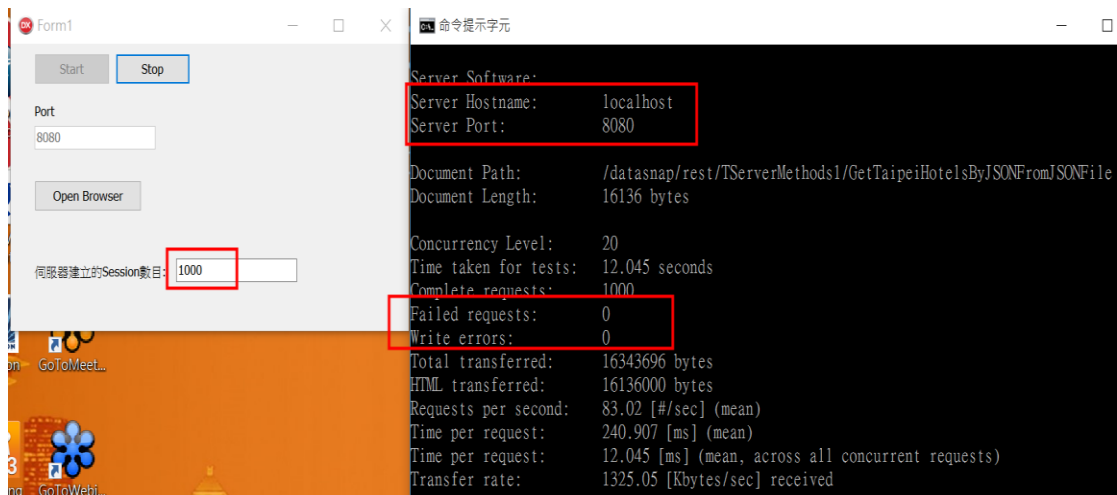 Form1
Start
Stop
Port
8080
Open Browser
伺服器建立的Session數目:
1000
GoToMeet...
GoToWebi...
命令提示字元
Server Software:
Server Hostname: localhost
Server Port: 8080
Document Path: /datasnap/rest/TServerMethods1/GetTaipeiHotelsByJSONFromJSONFile
Document Length: 16136 bytes
Concurrency Level: 20
Time taken for tests: 12.045 seconds
Complete requests: 1000
Failed requests: 0
Write errors: 0
Total transferred: 16343696 bytes
HTML transferred: 16136000 bytes
Requests per second: 83.02 [#/sec] (mean)
Time per request: 240.907 [ms] (mean)
Time per request: 12.045 [ms] (mean, across all concurrent requests)
Transfer rate: 1325.05 [Kbytes/sec] received